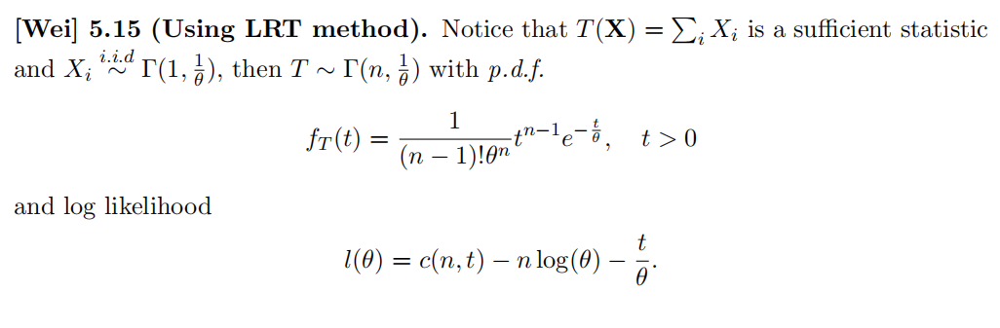 [Wei] 5.15 (Using LRT method). Notice that $T(\mathbf{X}) = \sum_i X_i$ is a sufficient statistic
and $X_i \overset{i.i.d}{\sim} \Gamma(1, \frac{1}{\theta})$, then $T \sim \Gamma(n, \frac{1}{\theta})$ with p.d.f.
$f_T(t) = \frac{1}{(n-1)!\theta^n} t^{n-1} e^{-\frac{t}{\theta}}, \quad t > 0$
and log likelihood
$l(\theta) = c(n, t) - n \log(\theta) - \frac{t}{\theta}.$